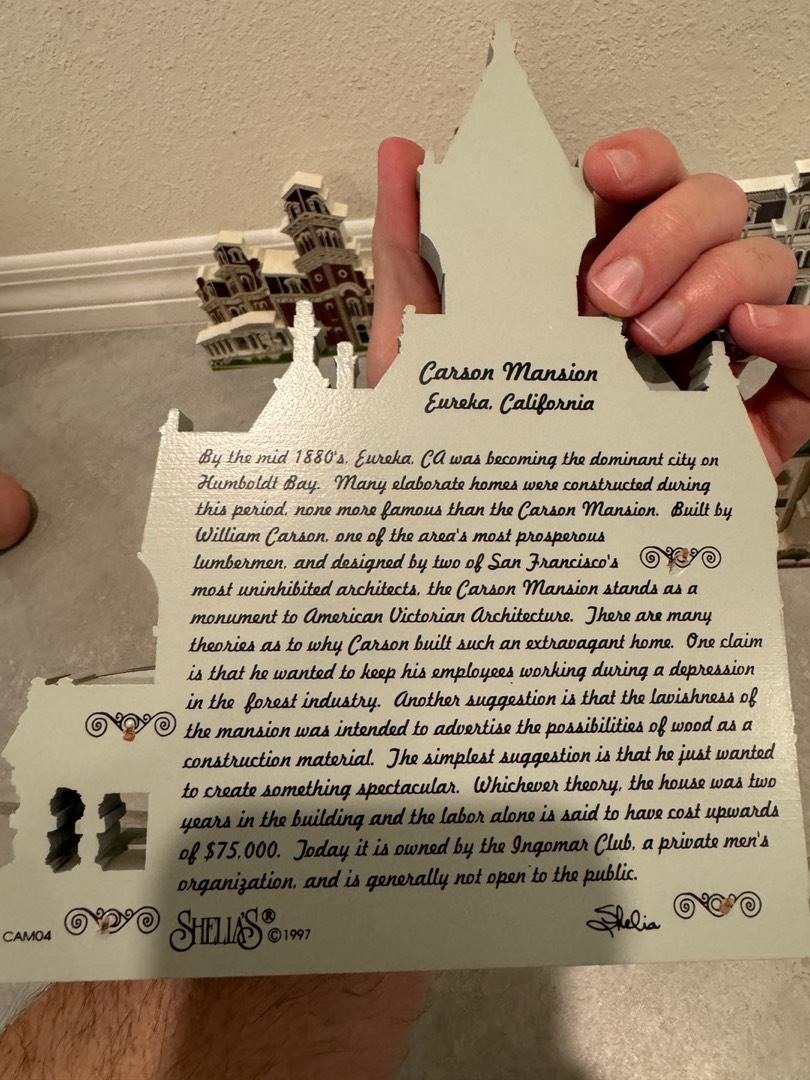 Carson Mansion
Eureka, California
By the mid 1880's, Eureka, CA was becoming the dominant city on
Humboldt Bay. Many elaborate homes were constructed during
this period, none more famous than the Carson Mansion. Built by
William Carson, one of the area's most prosperous
lumbermen, and designed by two of San Francisco's
most uninhibited architects, the Carson Mansion stands as a
monument to American Victorian Architecture. There are many
theories as to why Carson built such an extravagant home. One claim
is that he wanted to keep his employees working during a depression
in the forest industry. Another suggestion is that the lavishness of
the mansion was intended to advertise the possibilities of wood as a
construction material. The simplest suggestion is that he just wanted
to create something spectacular. Whichever theory, the house was two
years in the building and the labor alone is said to have cost upwards
of $75,000. Today it is owned by the Ingomar Club, a private men's
organization, and is generally not open to the public.
CAM04 SHELIA'S® ©1997 Shelia